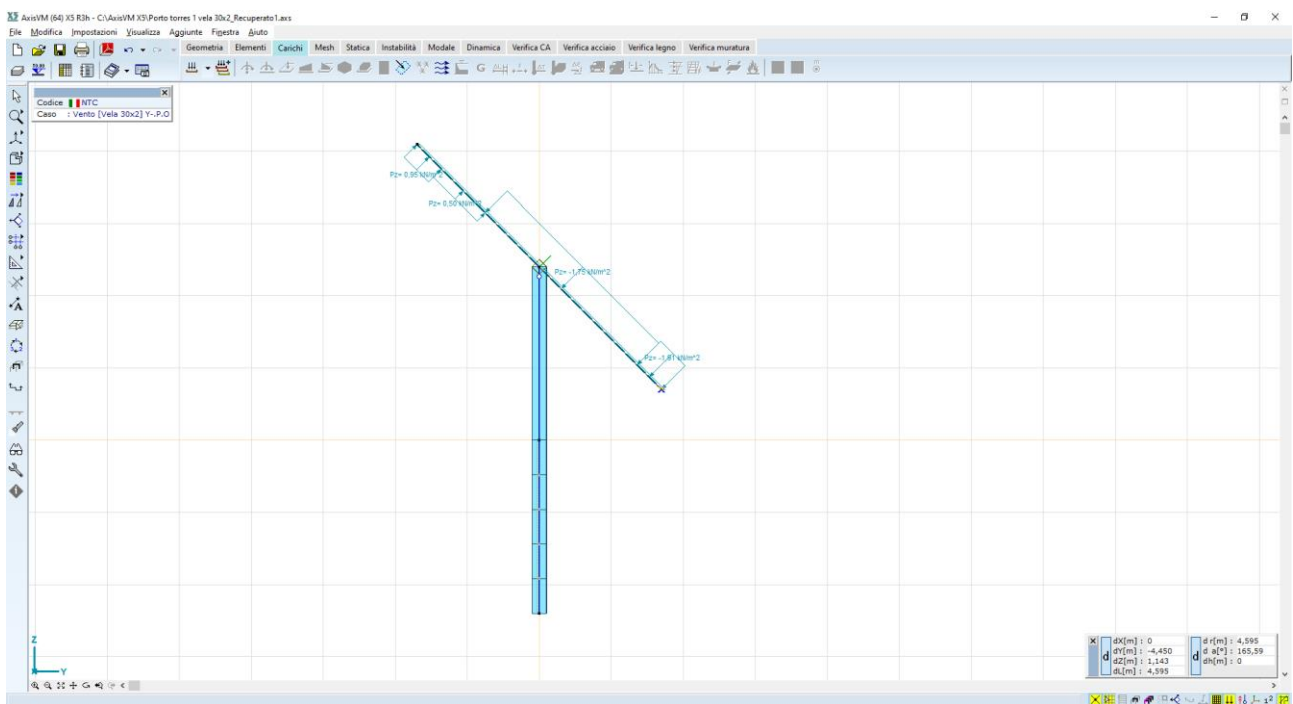 AxisVM (64) X5 R3h - C:\AxisVM X5\Porto torres 1 vela 30x2_Recuperato1.axs
File Modifica Impostazioni Visualizza Aggiunte Finestra Aiuto
Geometria Elementi Carichi Mesh Statica Instabilità Modale Dinamica Verifica CA Verifica acciaio Verifica legno Verifica muratura
Codice NTC
Caso : Vento [Vela 30x2] Y-.P.O
Pz= 0,95 kN/m^2
Pz= 0,50 kN/m^2
Pz= -1,75 kN/m^2
Pz= -1,91 kN/m^2
Z
Y
dX[m] : 0
dY[m] : -4,450
dZ[m] : 1,143
dL[m] : 4,595
d
d r[m] : 4,595
d a[°] : 165,59
dh[m] : 0
d